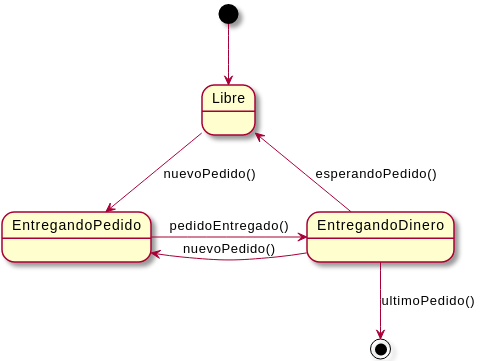 Libre
nuevoPedido()
esperandoPedido()
EntregandoPedido
pedidoEntregado()
EntregandoDinero
nuevoPedido()
ultimoPedido()